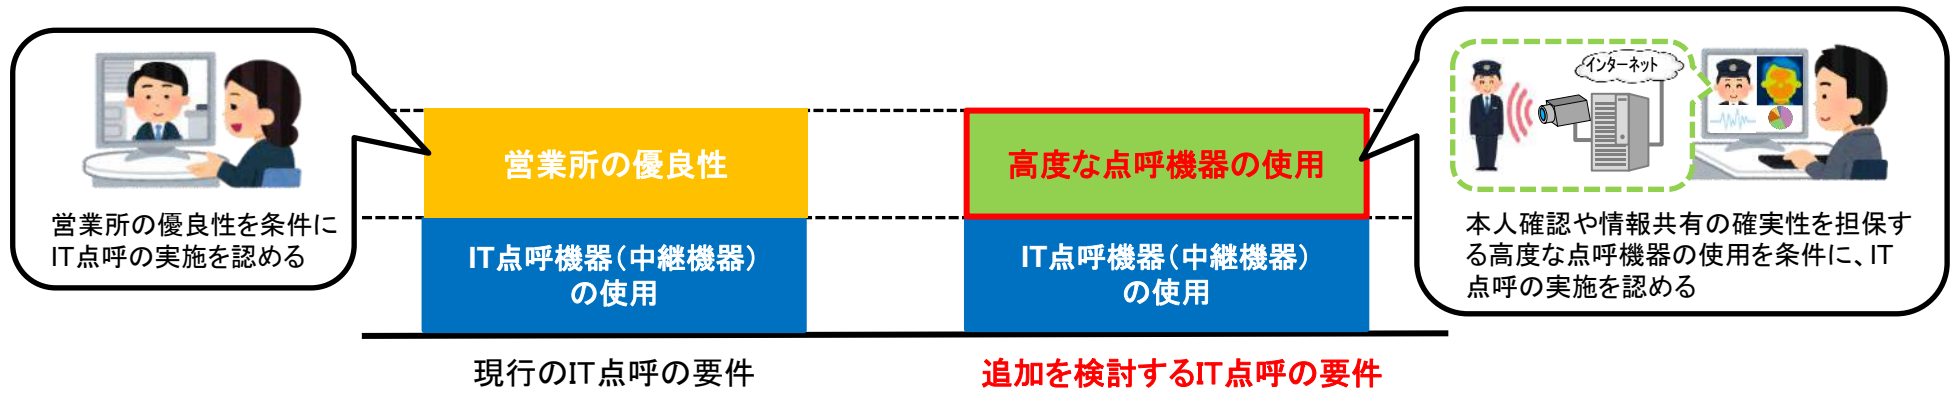 営業所の優良性を条件に
IT点呼の実施を認める
営業所の優良性
IT点呼機器(中継機器)
の使用
現行のIT点呼の要件
高度な点呼機器の使用
IT点呼機器(中継機器)
の使用
追加を検討するIT点呼の要件
インターネット
本人確認や情報共有の確実性を担保す
る高度な点呼機器の使用を条件に、IT
点呼の実施を認める